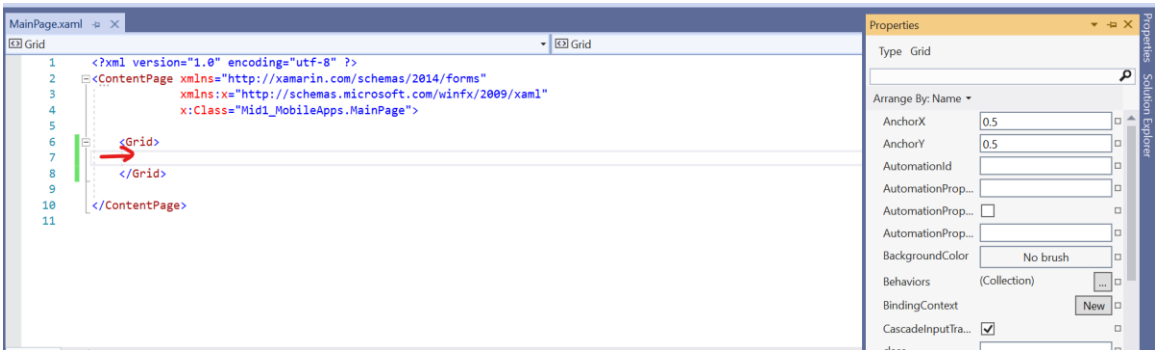 MainPage.xaml
Grid
Grid
1 <?xml version="1.0" encoding="utf-8" ?>
2 <ContentPage xmlns="http://xamarin.com/schemas/2014/forms"
3 xmlns:x="http://schemas.microsoft.com/winfx/2009/xaml"
4 x:Class="Mid1_MobileApps.MainPage">
5
6 <Grid>
7
8 </Grid>
9
10 </ContentPage>
11
Properties
Type Grid
Arrange By: Name
AnchorX 0.5
AnchorY 0.5
AutomationId
AutomationProp...
AutomationProp...
AutomationProp...
BackgroundColor No brush
Behaviors (Collection) ...
BindingContext New
CascadeInputTra...
Properties
Solution Explorer